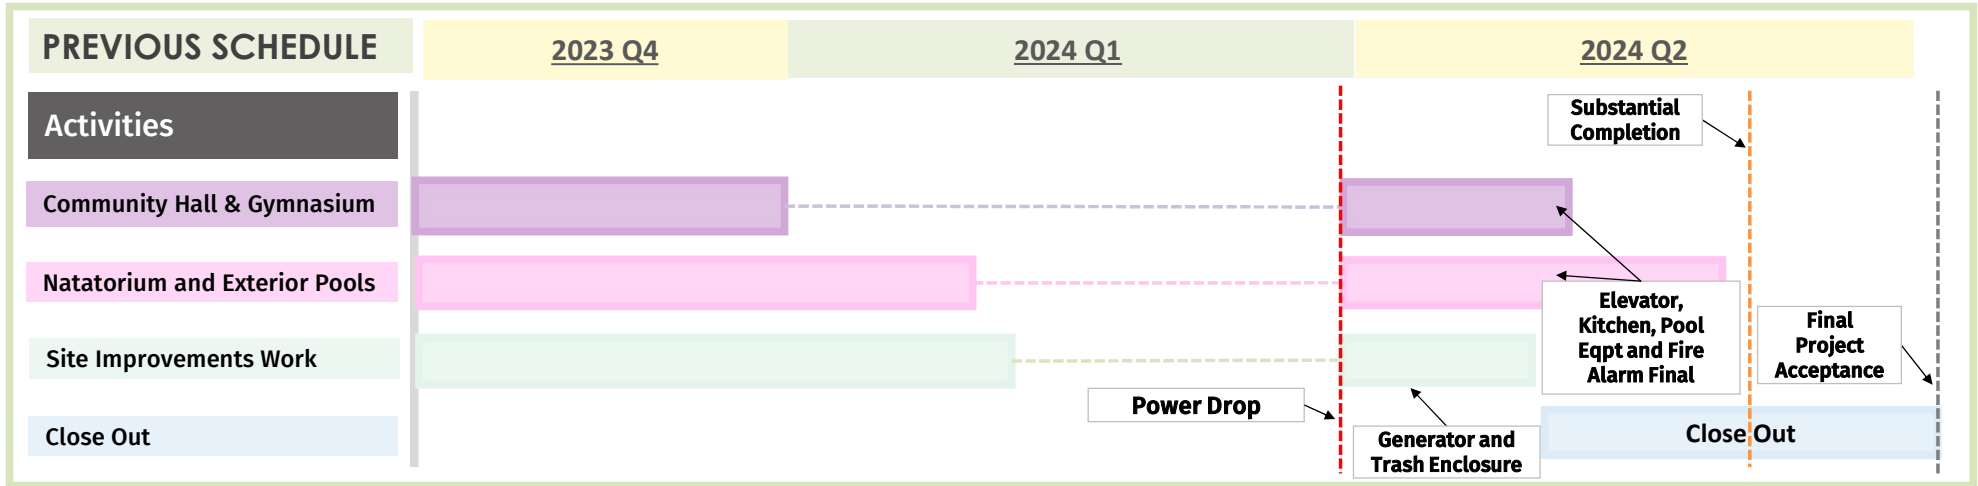 PREVIOUS SCHEDULE
2023 Q4
2024 Q1
2024 Q2
Activities
Substantial
Completion
Community Hall & Gymnasium
Natatorium and Exterior Pools
Elevator,
Kitchen, Pool
Eqpt and Fire
Alarm Final
Final
Project
Acceptance
Site Improvements Work
Power Drop
Generator and
Trash Enclosure
Close Out
Close Out